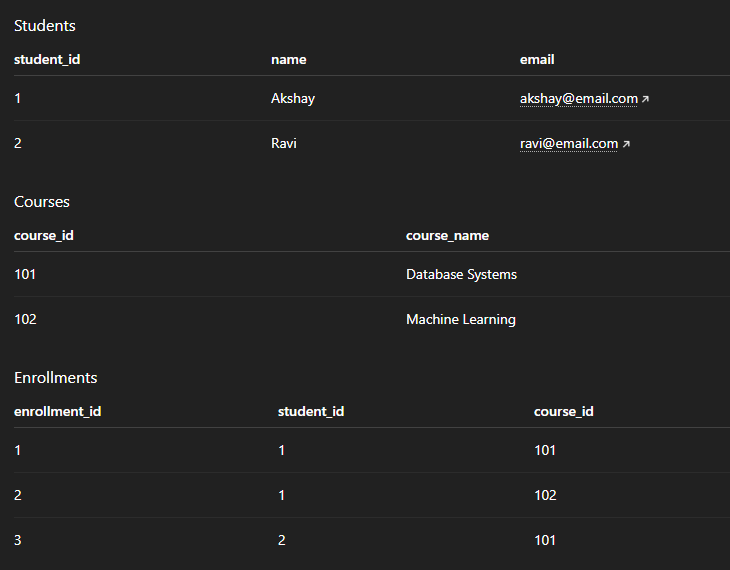 Students
student_id name email
1 Akshay akshay@email.com ↗
2 Ravi ravi@email.com ↗
Courses
course_id course_name
101 Database Systems
102 Machine Learning
Enrollments
enrollment_id student_id course_id
1 1 101
2 1 102
3 2 101